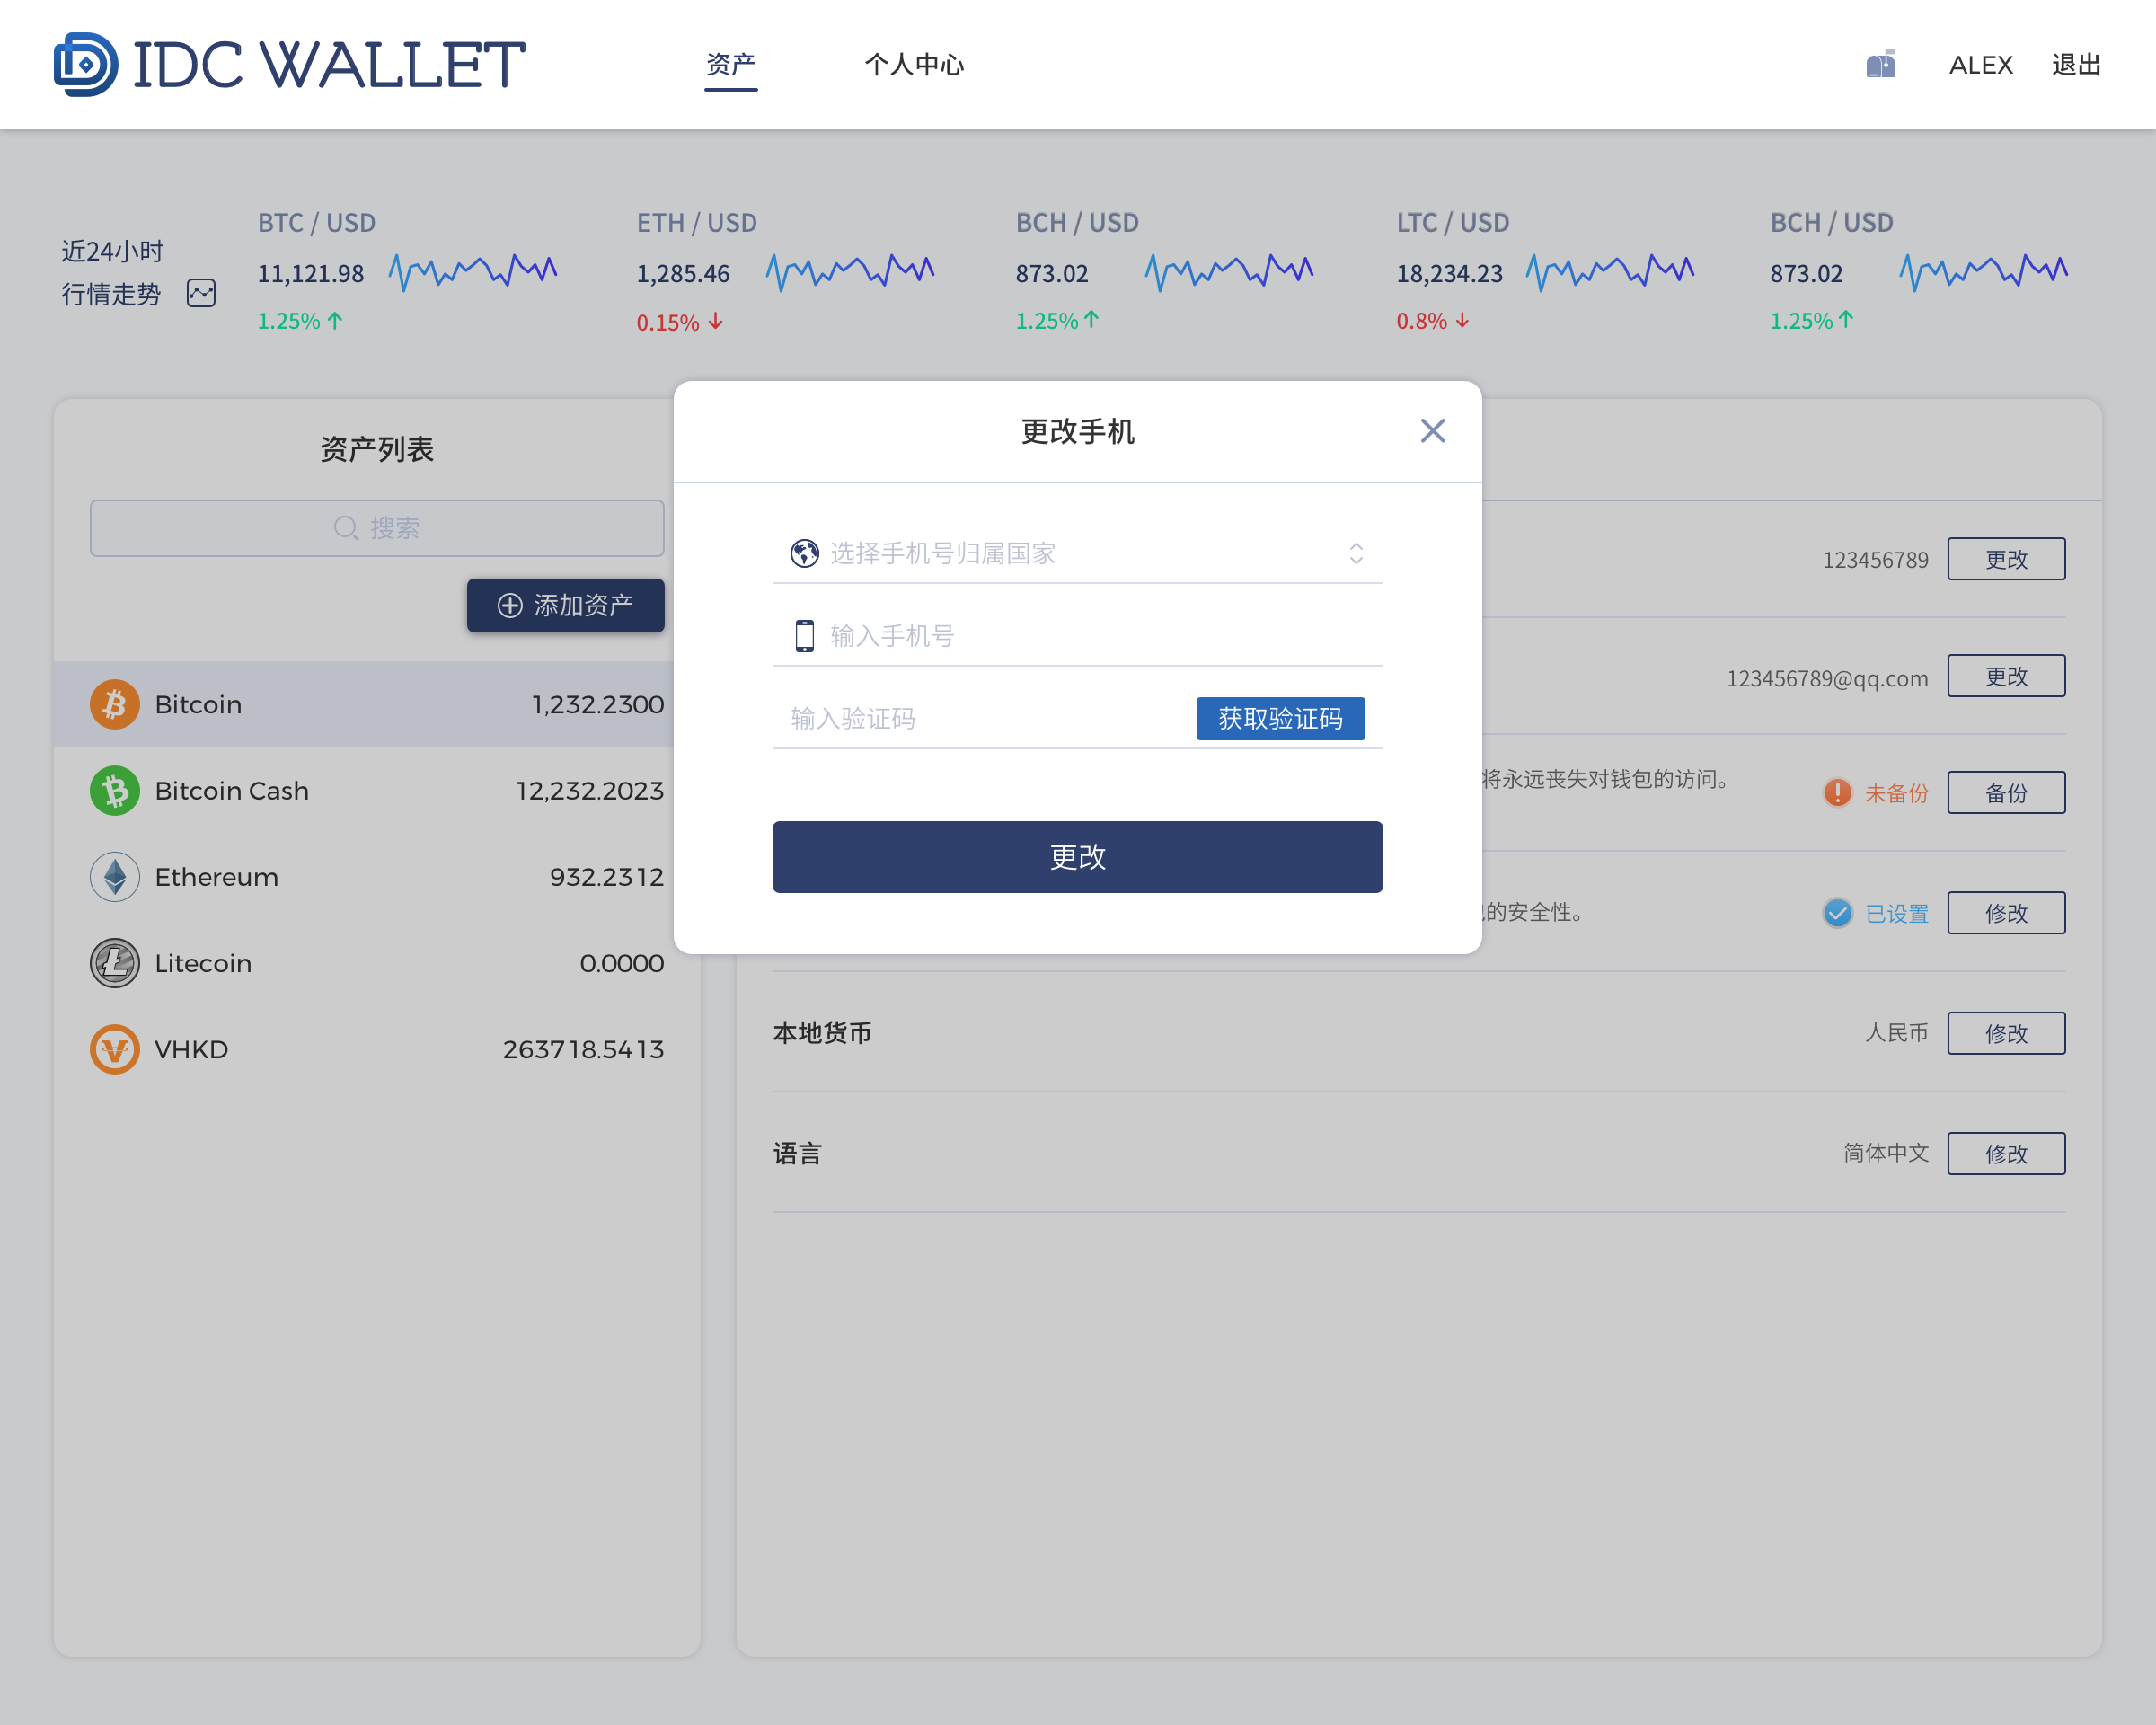 IDC WALLET
资产
个人中心
ALEX
退出
近24小时
行情走势
BTC / USD
11,121.98
1.25%
ETH / USD
1,285.46
0.15%
BCH / USD
873.02
1.25%
LTC / USD
18,234.23
0.8%
BCH / USD
873.02
1.25%
资产列表
搜索
添加资产
Bitcoin 1,232.2300
Bitcoin Cash 12,232.2023
Ethereum 932.2312
Litecoin 0.0000
VHKD 263718.5413
更改手机
选择手机号归属国家
输入手机号
输入验证码 获取验证码
更改
123456789 更改
123456789@qq.com 更改
将永远丧失对钱包的访问。 未备份 备份
的安全性。 已设置 修改
本地货币 人民币 修改
语言 简体中文 修改